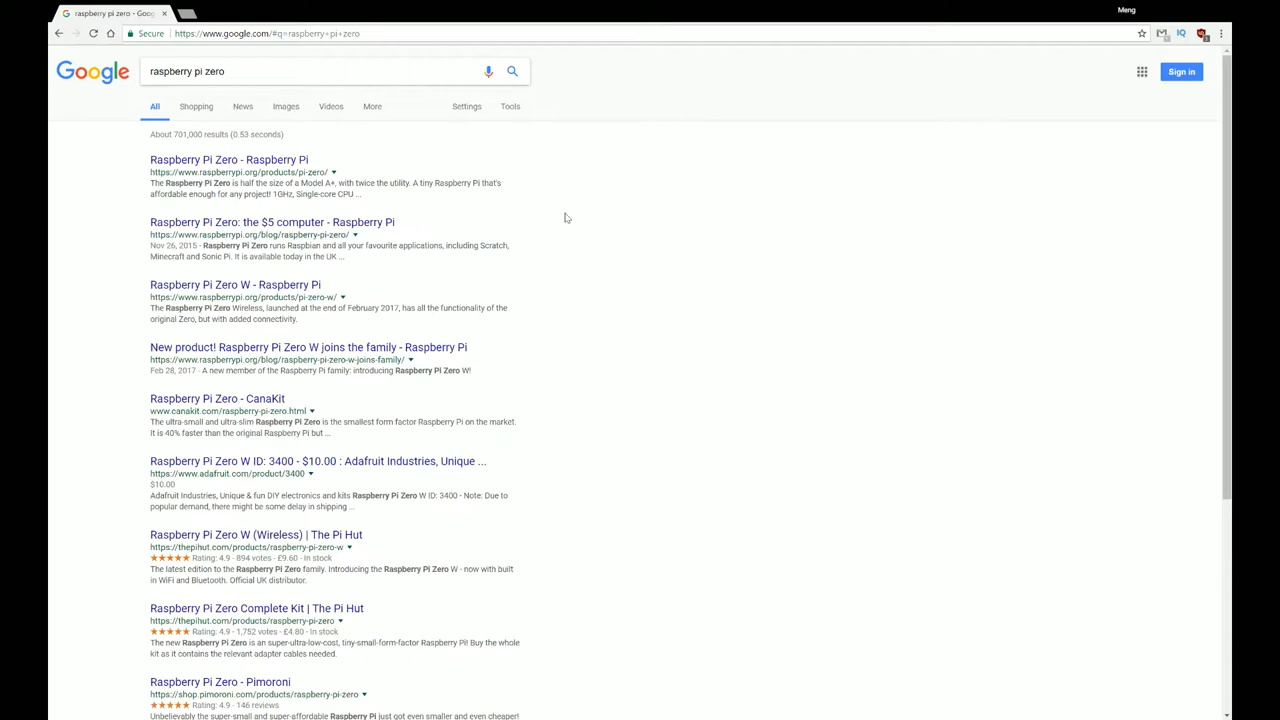 raspberry pi zero - Goog
Meng
Secure https://www.google.com/#q=raspberry+pi+zero
Google raspberry pi zero Sign in
All Shopping News Images Videos More Settings Tools
About 701,000 results (0.53 seconds)
Raspberry Pi Zero - Raspberry Pi
https://www.raspberrypi.org/products/pi-zero/
The Raspberry Pi Zero is half the size of a Model A+, with twice the utility. A tiny Raspberry Pi that's
affordable enough for any project! 1GHz, Single-core CPU ...
Raspberry Pi Zero: the $5 computer - Raspberry Pi
https://www.raspberrypi.org/blog/raspberry-pi-zero/
Nov 26, 2015 - Raspberry Pi Zero runs Raspbian and all your favourite applications, including Scratch,
Minecraft and Sonic Pi. It is available today in the UK ...
Raspberry Pi Zero W - Raspberry Pi
https://www.raspberrypi.org/products/pi-zero-w/
The Raspberry Pi Zero Wireless, launched at the end of February 2017, has all the functionality of the
original Zero, but with added connectivity.
New product! Raspberry Pi Zero W joins the family - Raspberry Pi
https://www.raspberrypi.org/blog/raspberry-pi-zero-w-joins-family/
Feb 28, 2017 - A new member of the Raspberry Pi family: introducing Raspberry Pi Zero W!
Raspberry Pi Zero - CanaKit
www.canakit.com/raspberry-pi-zero.html
The ultra-small and ultra-slim Raspberry Pi Zero is the smallest form factor Raspberry Pi on the market.
It is 40% faster than the original Raspberry Pi but ...
Raspberry Pi Zero W ID: 3400 - $10.00 : Adafruit Industries, Unique ...
https://www.adafruit.com/product/3400
$10.00
Adafruit Industries, Unique & fun DIY electronics and kits Raspberry Pi Zero W ID: 3400 - Note: Due to
popular demand, there might be some delay in shipping ...
Raspberry Pi Zero W (Wireless) | The Pi Hut
https://thepihut.com/products/raspberry-pi-zero-w
Rating: 4.9 - 894 votes - £9.60 - In stock
The latest edition to the Raspberry Pi Zero family. Introducing the Raspberry Pi Zero W - now with built
in WiFi and Bluetooth. Official UK distributor.
Raspberry Pi Zero Complete Kit | The Pi Hut
https://thepihut.com/products/raspberry-pi-zero
Rating: 4.9 - 1,752 votes - £4.80 - In stock
The new Raspberry Pi Zero is an super-ultra-low-cost, tiny-small-form-factor Raspberry Pi! Buy the whole
kit as it contains the relevant adapter cables needed.
Raspberry Pi Zero - Pimoroni
https://shop.pimoroni.com/products/raspberry-pi-zero
Rating: 4.9 - 146 reviews
Unbelievably the super-small and super-affordable Raspberry Pi just got even smaller and even cheaper!